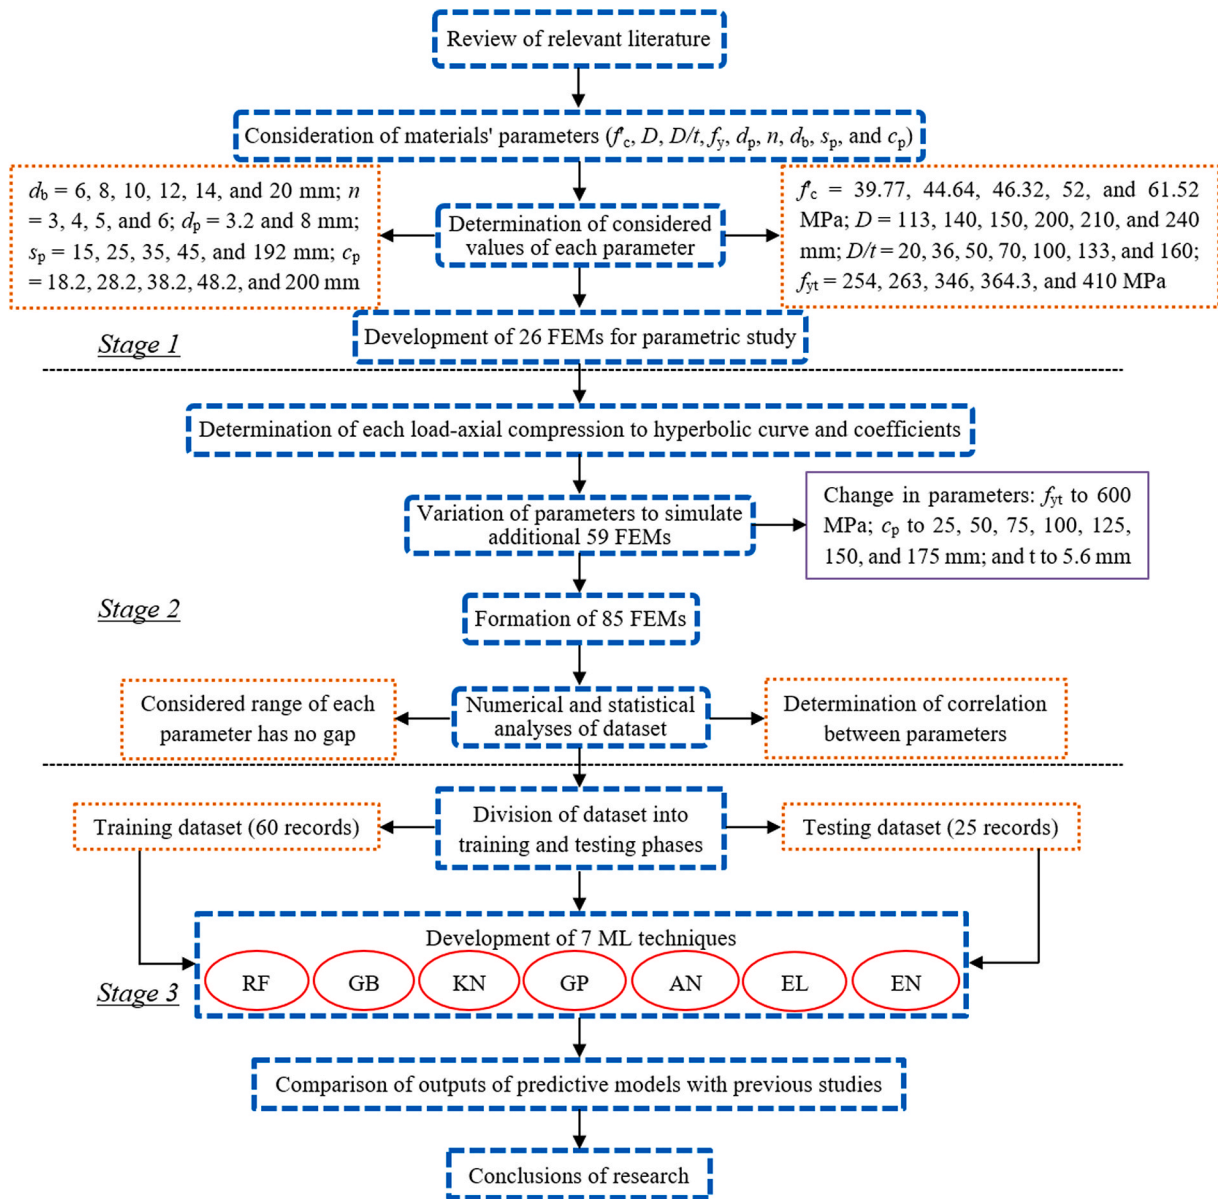 Review of relevant literature
Consideration of materials' parameters (f'c, D, D/t, fy, dp, n, db, sp, and cp)
db = 6, 8, 10, 12, 14, and 20 mm; n
= 3, 4, 5, and 6; dp = 3.2 and 8 mm;
sp = 15, 25, 35, 45, and 192 mm; cp
= 18.2, 28.2, 38.2, 48.2, and 200 mm
Determination of considered
values of each parameter
f'c = 39.77, 44.64, 46.32, 52, and 61.52
MPa; D = 113, 140, 150, 200, 210, and 240
mm; D/t = 20, 36, 50, 70, 100, 133, and 160;
fyt = 254, 263, 346, 364.3, and 410 MPa
Development of 26 FEMs for parametric study
Stage 1
Determination of each load-axial compression to hyperbolic curve and coefficients
Variation of parameters to simulate
additional 59 FEMs
Change in parameters: fyt to 600
MPa; cp to 25, 50, 75, 100, 125,
150, and 175 mm; and t to 5.6 mm
Stage 2
Formation of 85 FEMs
Considered range of each
parameter has no gap
Numerical and statistical
analyses of dataset
Determination of correlation
between parameters
Training dataset (60 records)
Division of dataset into
training and testing phases
Testing dataset (25 records)
Development of 7 ML techniques
RF GB KN GP AN EL EN
Stage 3
Comparison of outputs of predictive models with previous studies
Conclusions of research